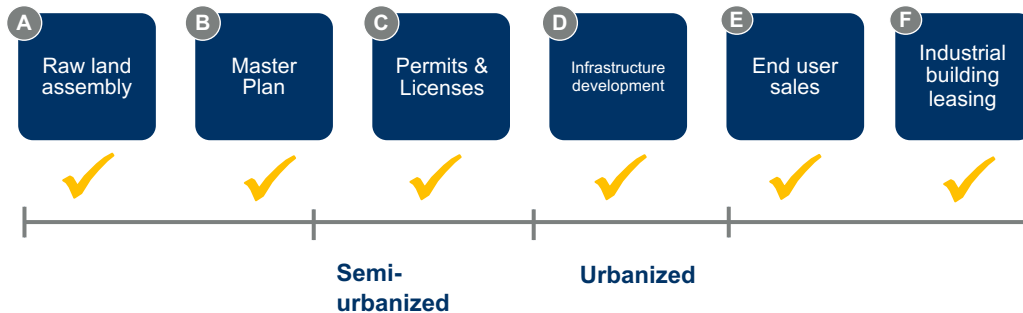 A
Raw land
assembly
B
Master
Plan
C
Permits &
Licenses
D
Infrastructure
development
E
End user
sales
F
Industrial
building
leasing
Semi-
urbanized
Urbanized